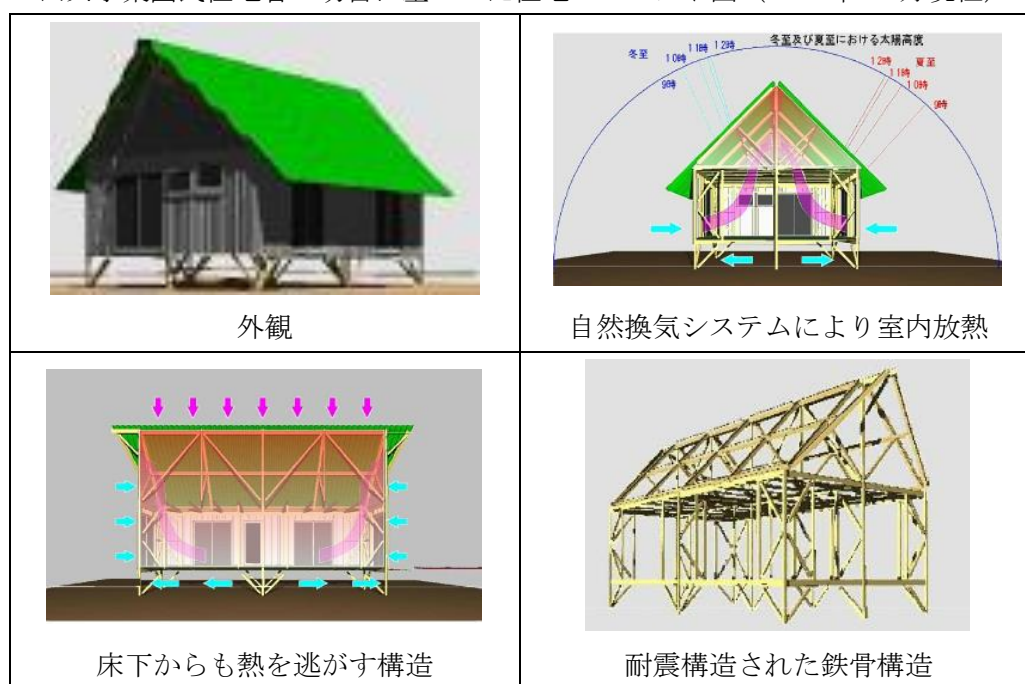 冬至及び夏至における太陽高度
冬至
9時
10時
11時
12時
12時
夏至
11時
10時
9時
外観
自然換気システムにより室内放熱
床下からも熱を逃がす構造
耐震構造された鉄骨構造